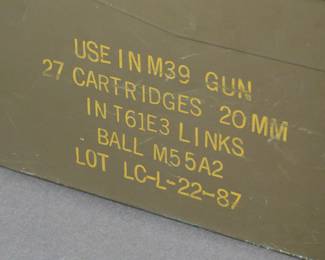 USE IN M39 GUN
27 CARTRIDGES 20MM
IN T61E3 LINKS
BALL M55A2
LOT LC-L-22-87